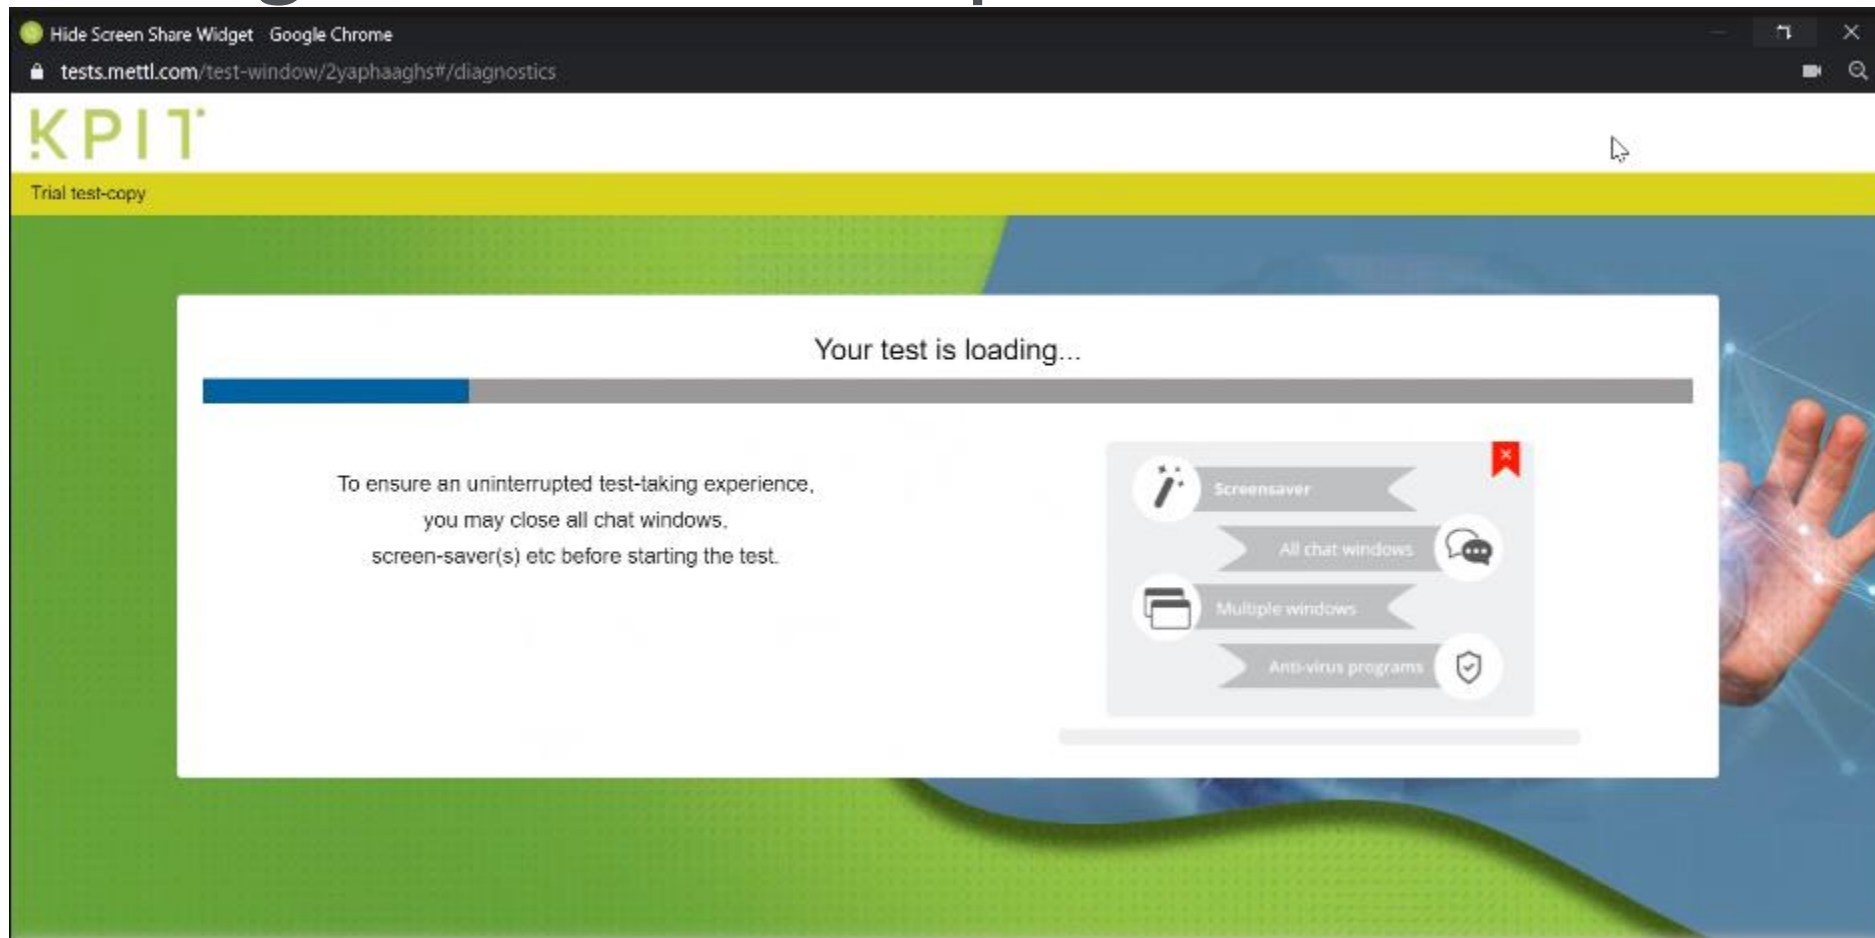 Hide Screen Share Widget Google Chrome
tests.mettl.com/test-window/2yaphaaghs#/diagnostics
KPIT
Trial test-copy
Your test is loading...
To ensure an uninterrupted test-taking experience,
you may close all chat windows,
screen-saver(s) etc before starting the test.
Screensaver
All chat windows
Multiple windows
Anti-virus programs